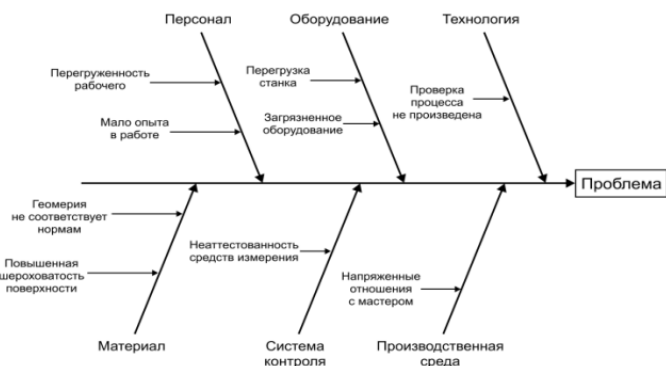 Персонал
Оборудование
Технология
Перегруженность
рабочего
Мало опыта
в работе
Перегрузка
станка
Загрязненное
оборудование
Проверка
процесса
не произведена
Проблема
Геомерия
не соответствует
нормам
Повышенная
шероховатость
поверхности
Неаттестованность
средств измерения
Напряженные
отношения
с мастером
Материал
Система
контроля
Производственная
среда